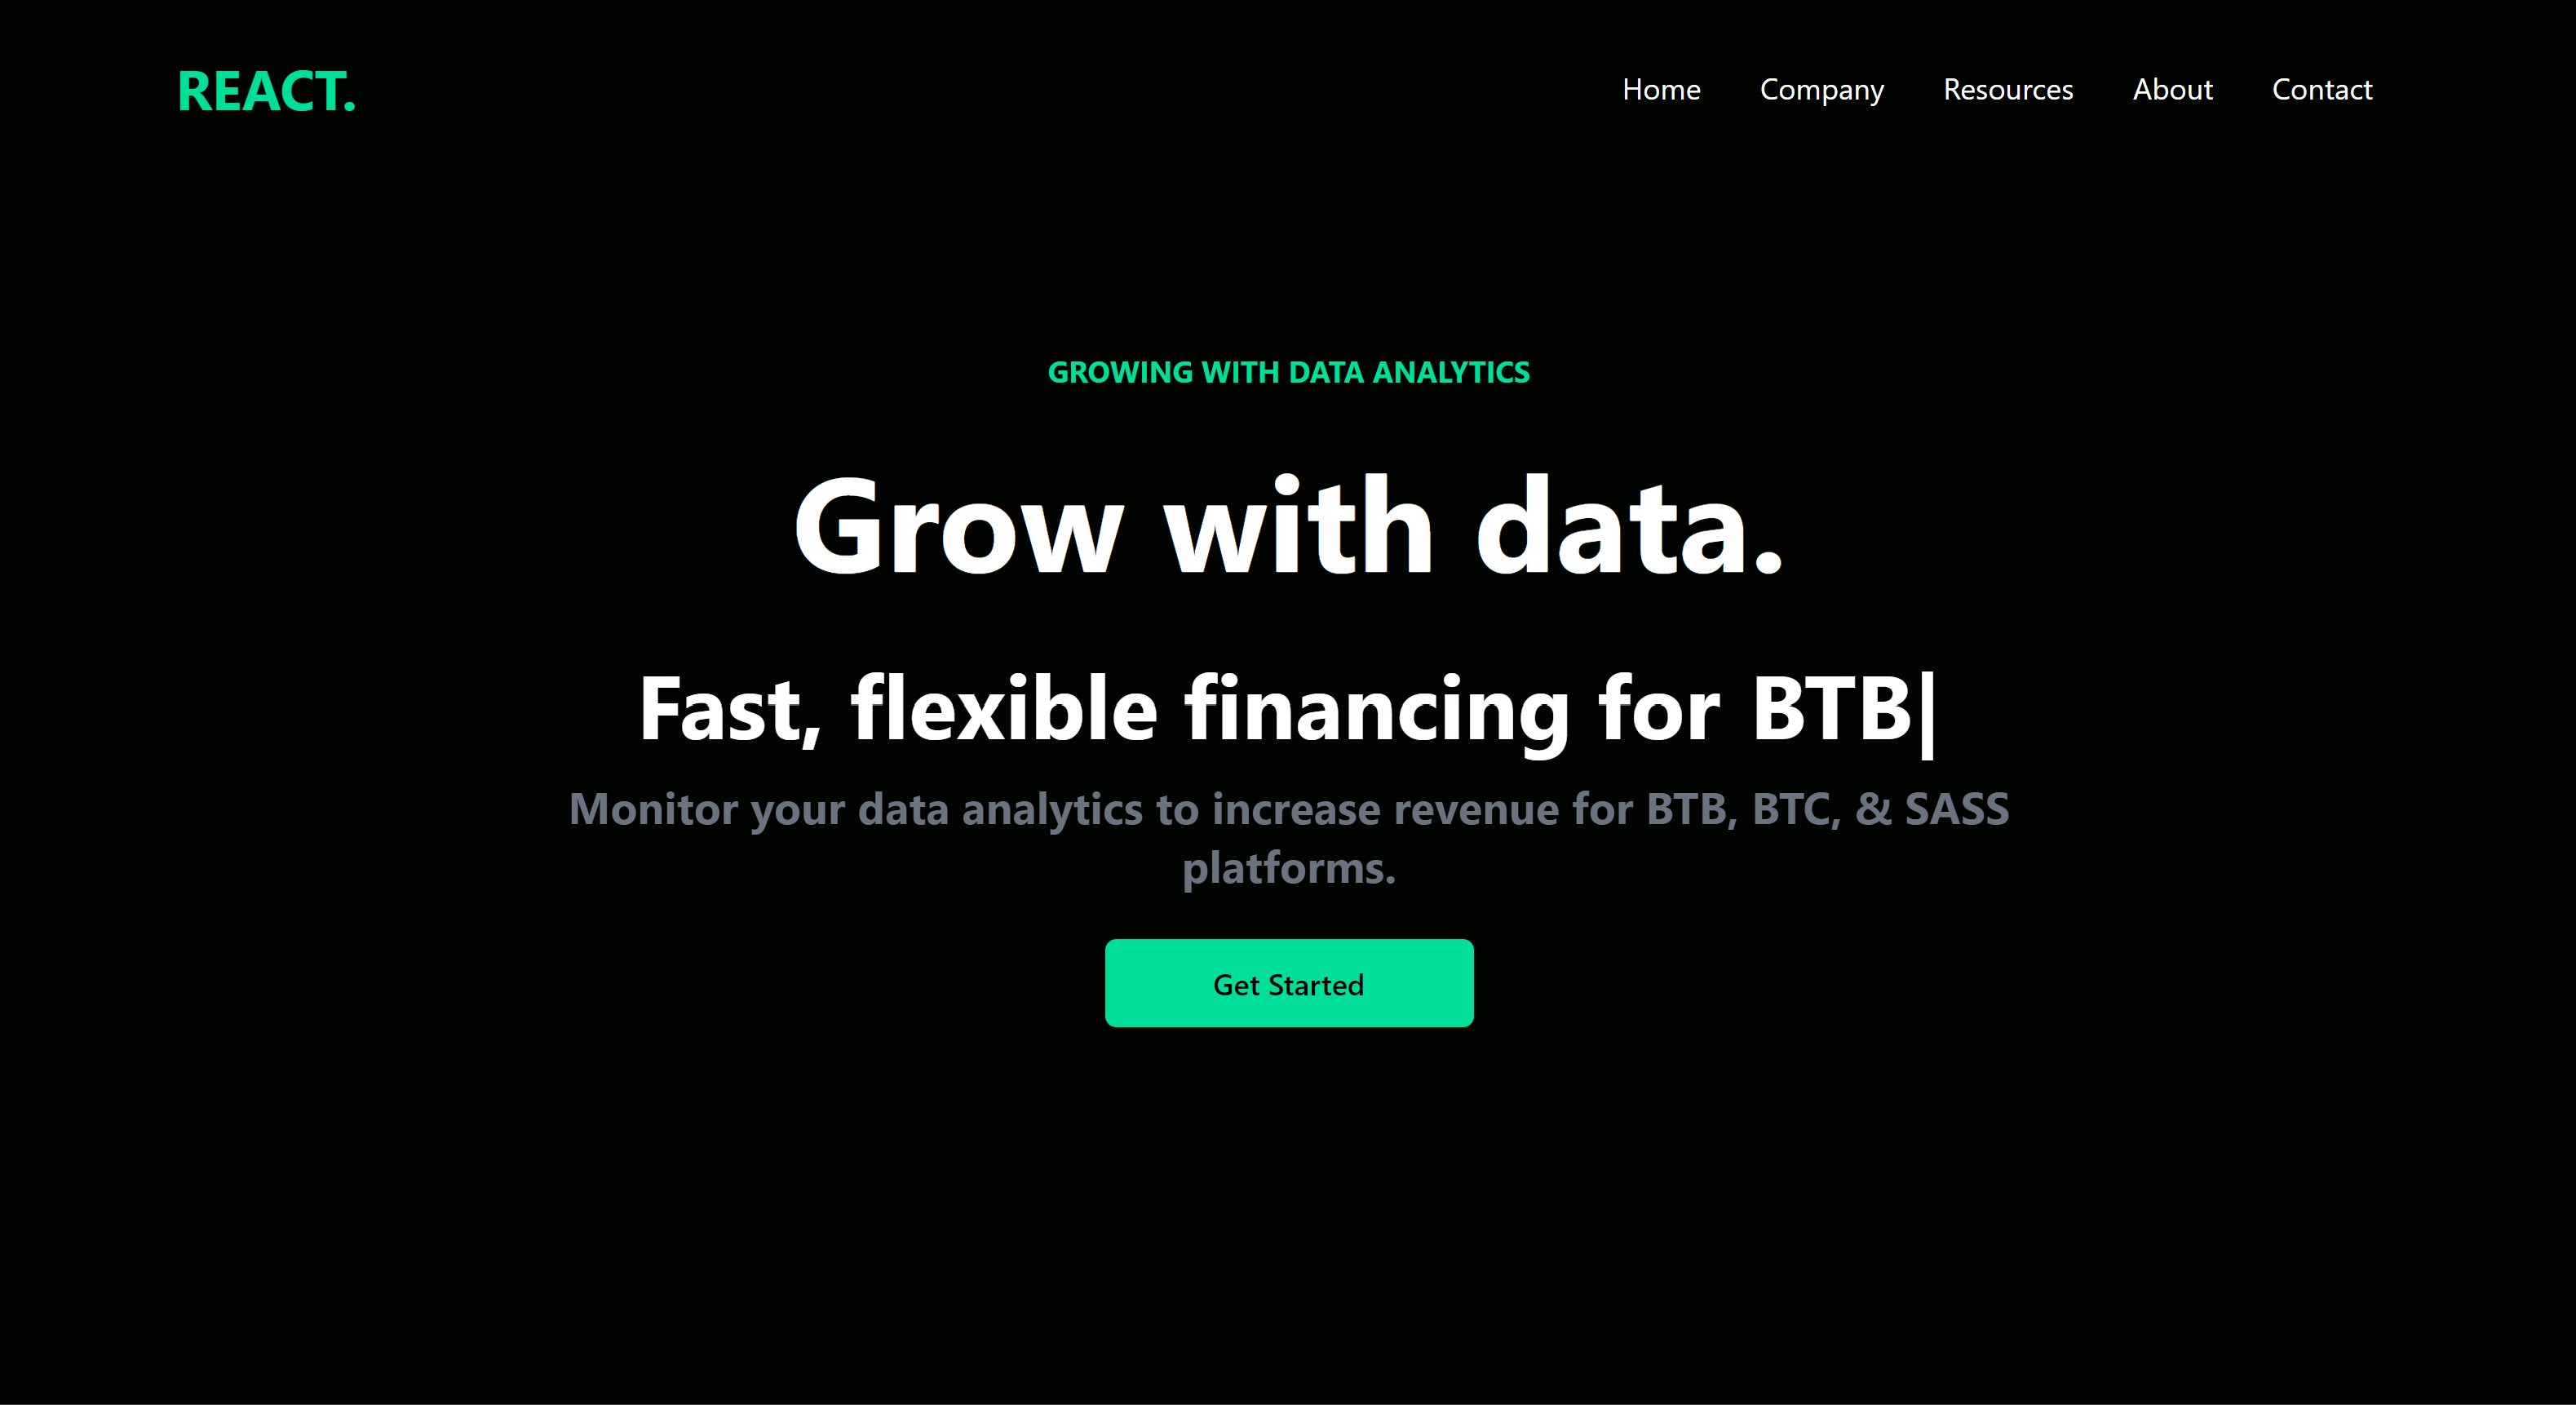 REACT.
Home Company Resources About Contact
GROWING WITH DATA ANALYTICS
Grow with data.
Fast, flexible financing for BTB|
Monitor your data analytics to increase revenue for BTB, BTC, & SASS
platforms.
Get Started